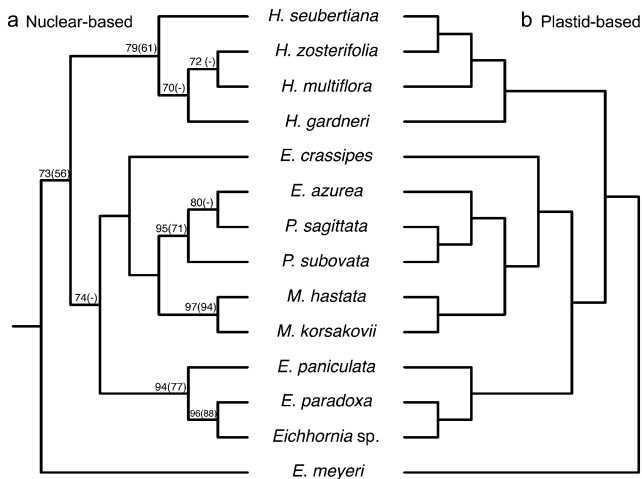 a Nuclear-based
b Plastid-based
H. seubertiana
79(61)
H. zosterifolia
72 (-)
H. multiflora
70(-)
H. gardneri
E. crassipes
73(56)
E. azurea
80(-)
P. sagittata
95(71)
P. subovata
M. hastata
74(-)
97(94)
M. korsakovii
E. paniculata
94(77)
E. paradoxa
96(88)
Eichhornia sp.
E. meyeri